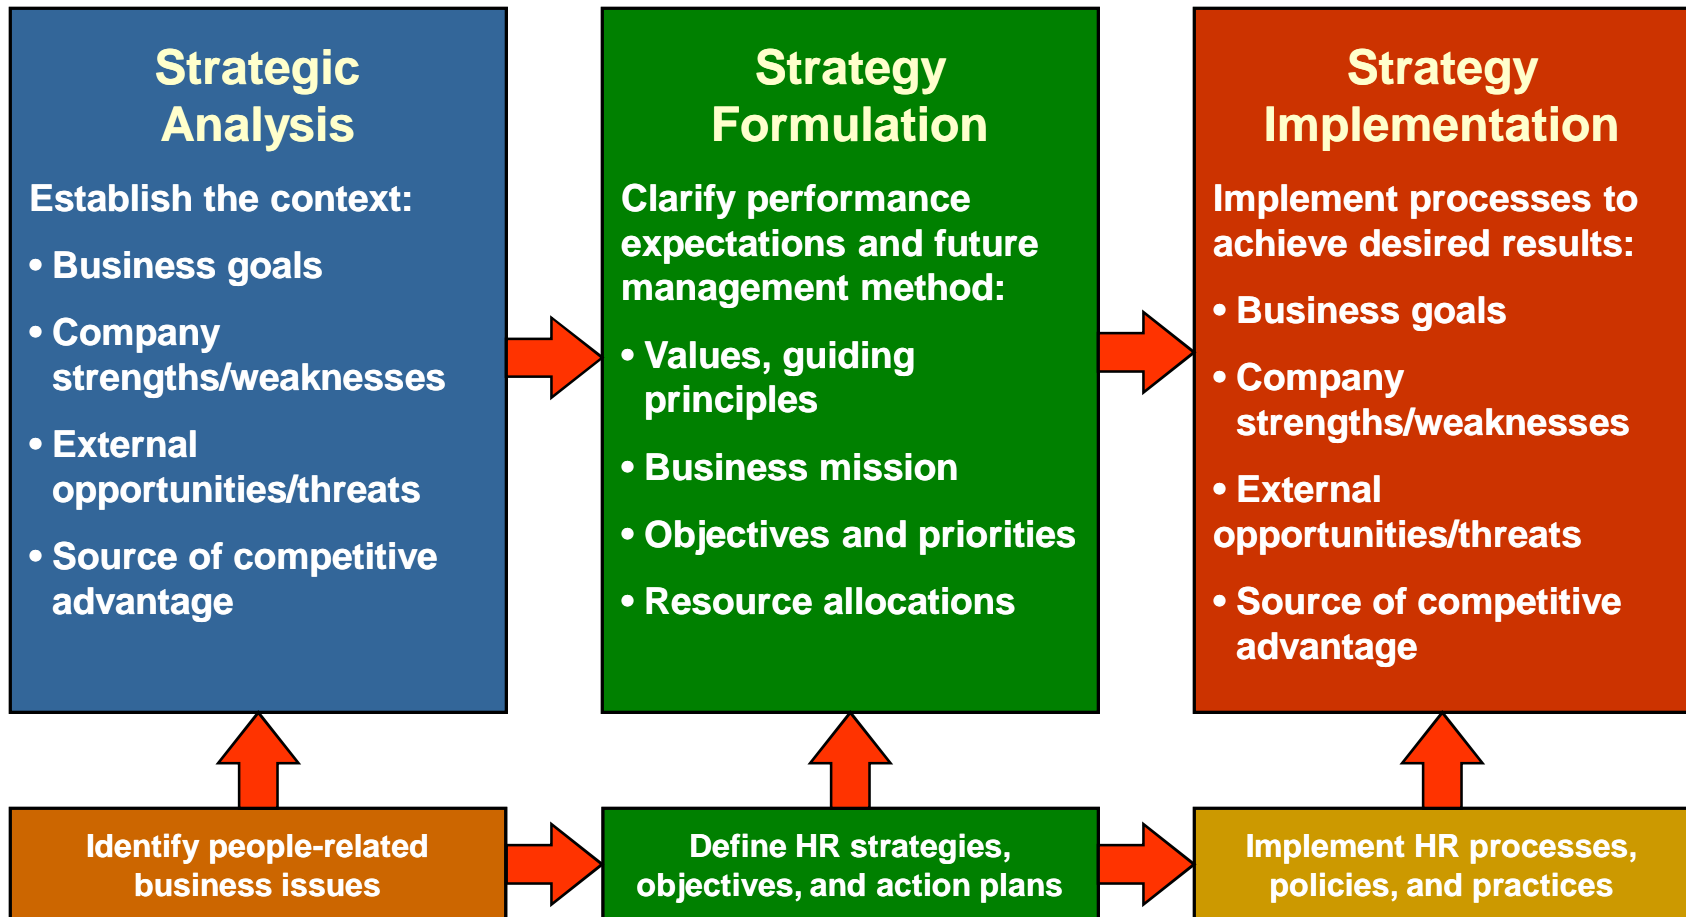 Strategic
Analysis
Establish the context:
• Business goals
• Company
strengths/weaknesses
• External
opportunities/threats
• Source of competitive
advantage
Strategy
Formulation
Clarify performance
expectations and future
management method:
• Values, guiding
principles
• Business mission
• Objectives and priorities
• Resource allocations
Strategy
Implementation
Implement processes to
achieve desired results:
• Business goals
• Company
strengths/weaknesses
• External
opportunities/threats
• Source of competitive
advantage
Identify people-related
business issues
Define HR strategies,
objectives, and action plans
Implement HR processes,
policies, and practices